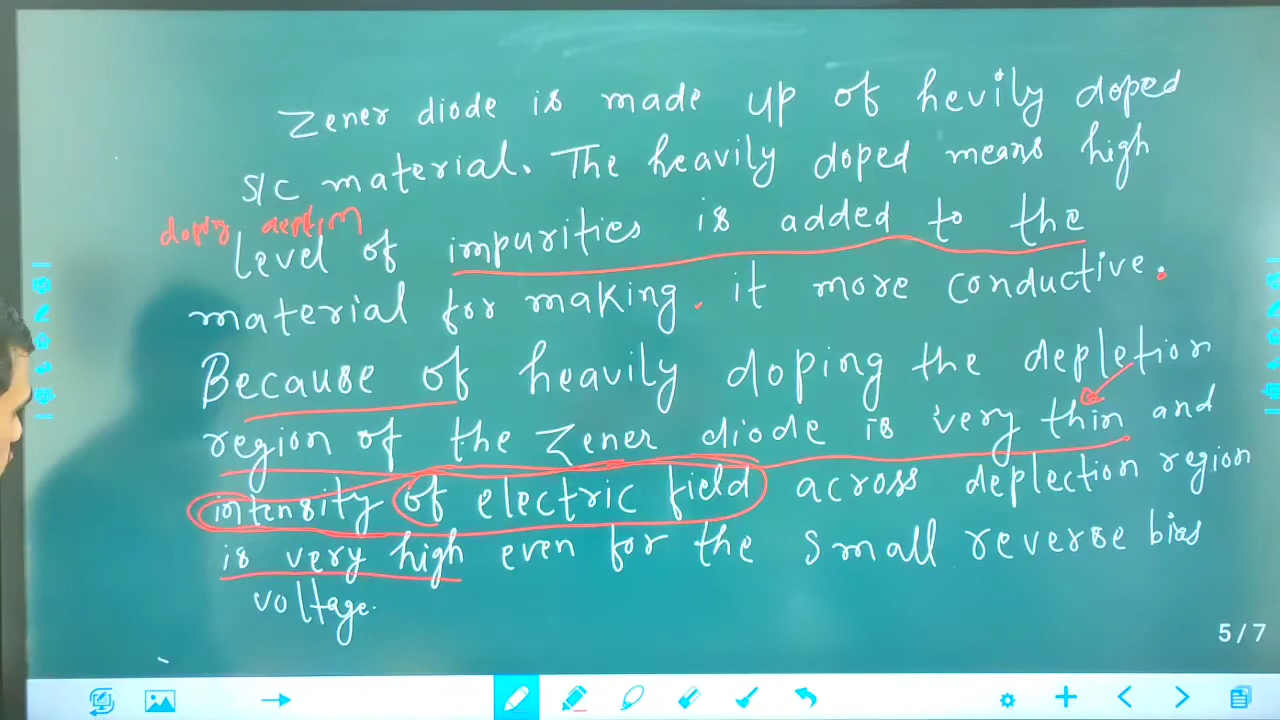 Zener diode is made up of hevily doped
S/C material. The heavily doped means high
doping
level of impurities is added to the
material for making. it more conductive.
Because of heavily doping the depletion
region of the Zener diode is very thin and
intensity of electric field across deplection region
is very high even for the small reverse bias
voltage.
5/7